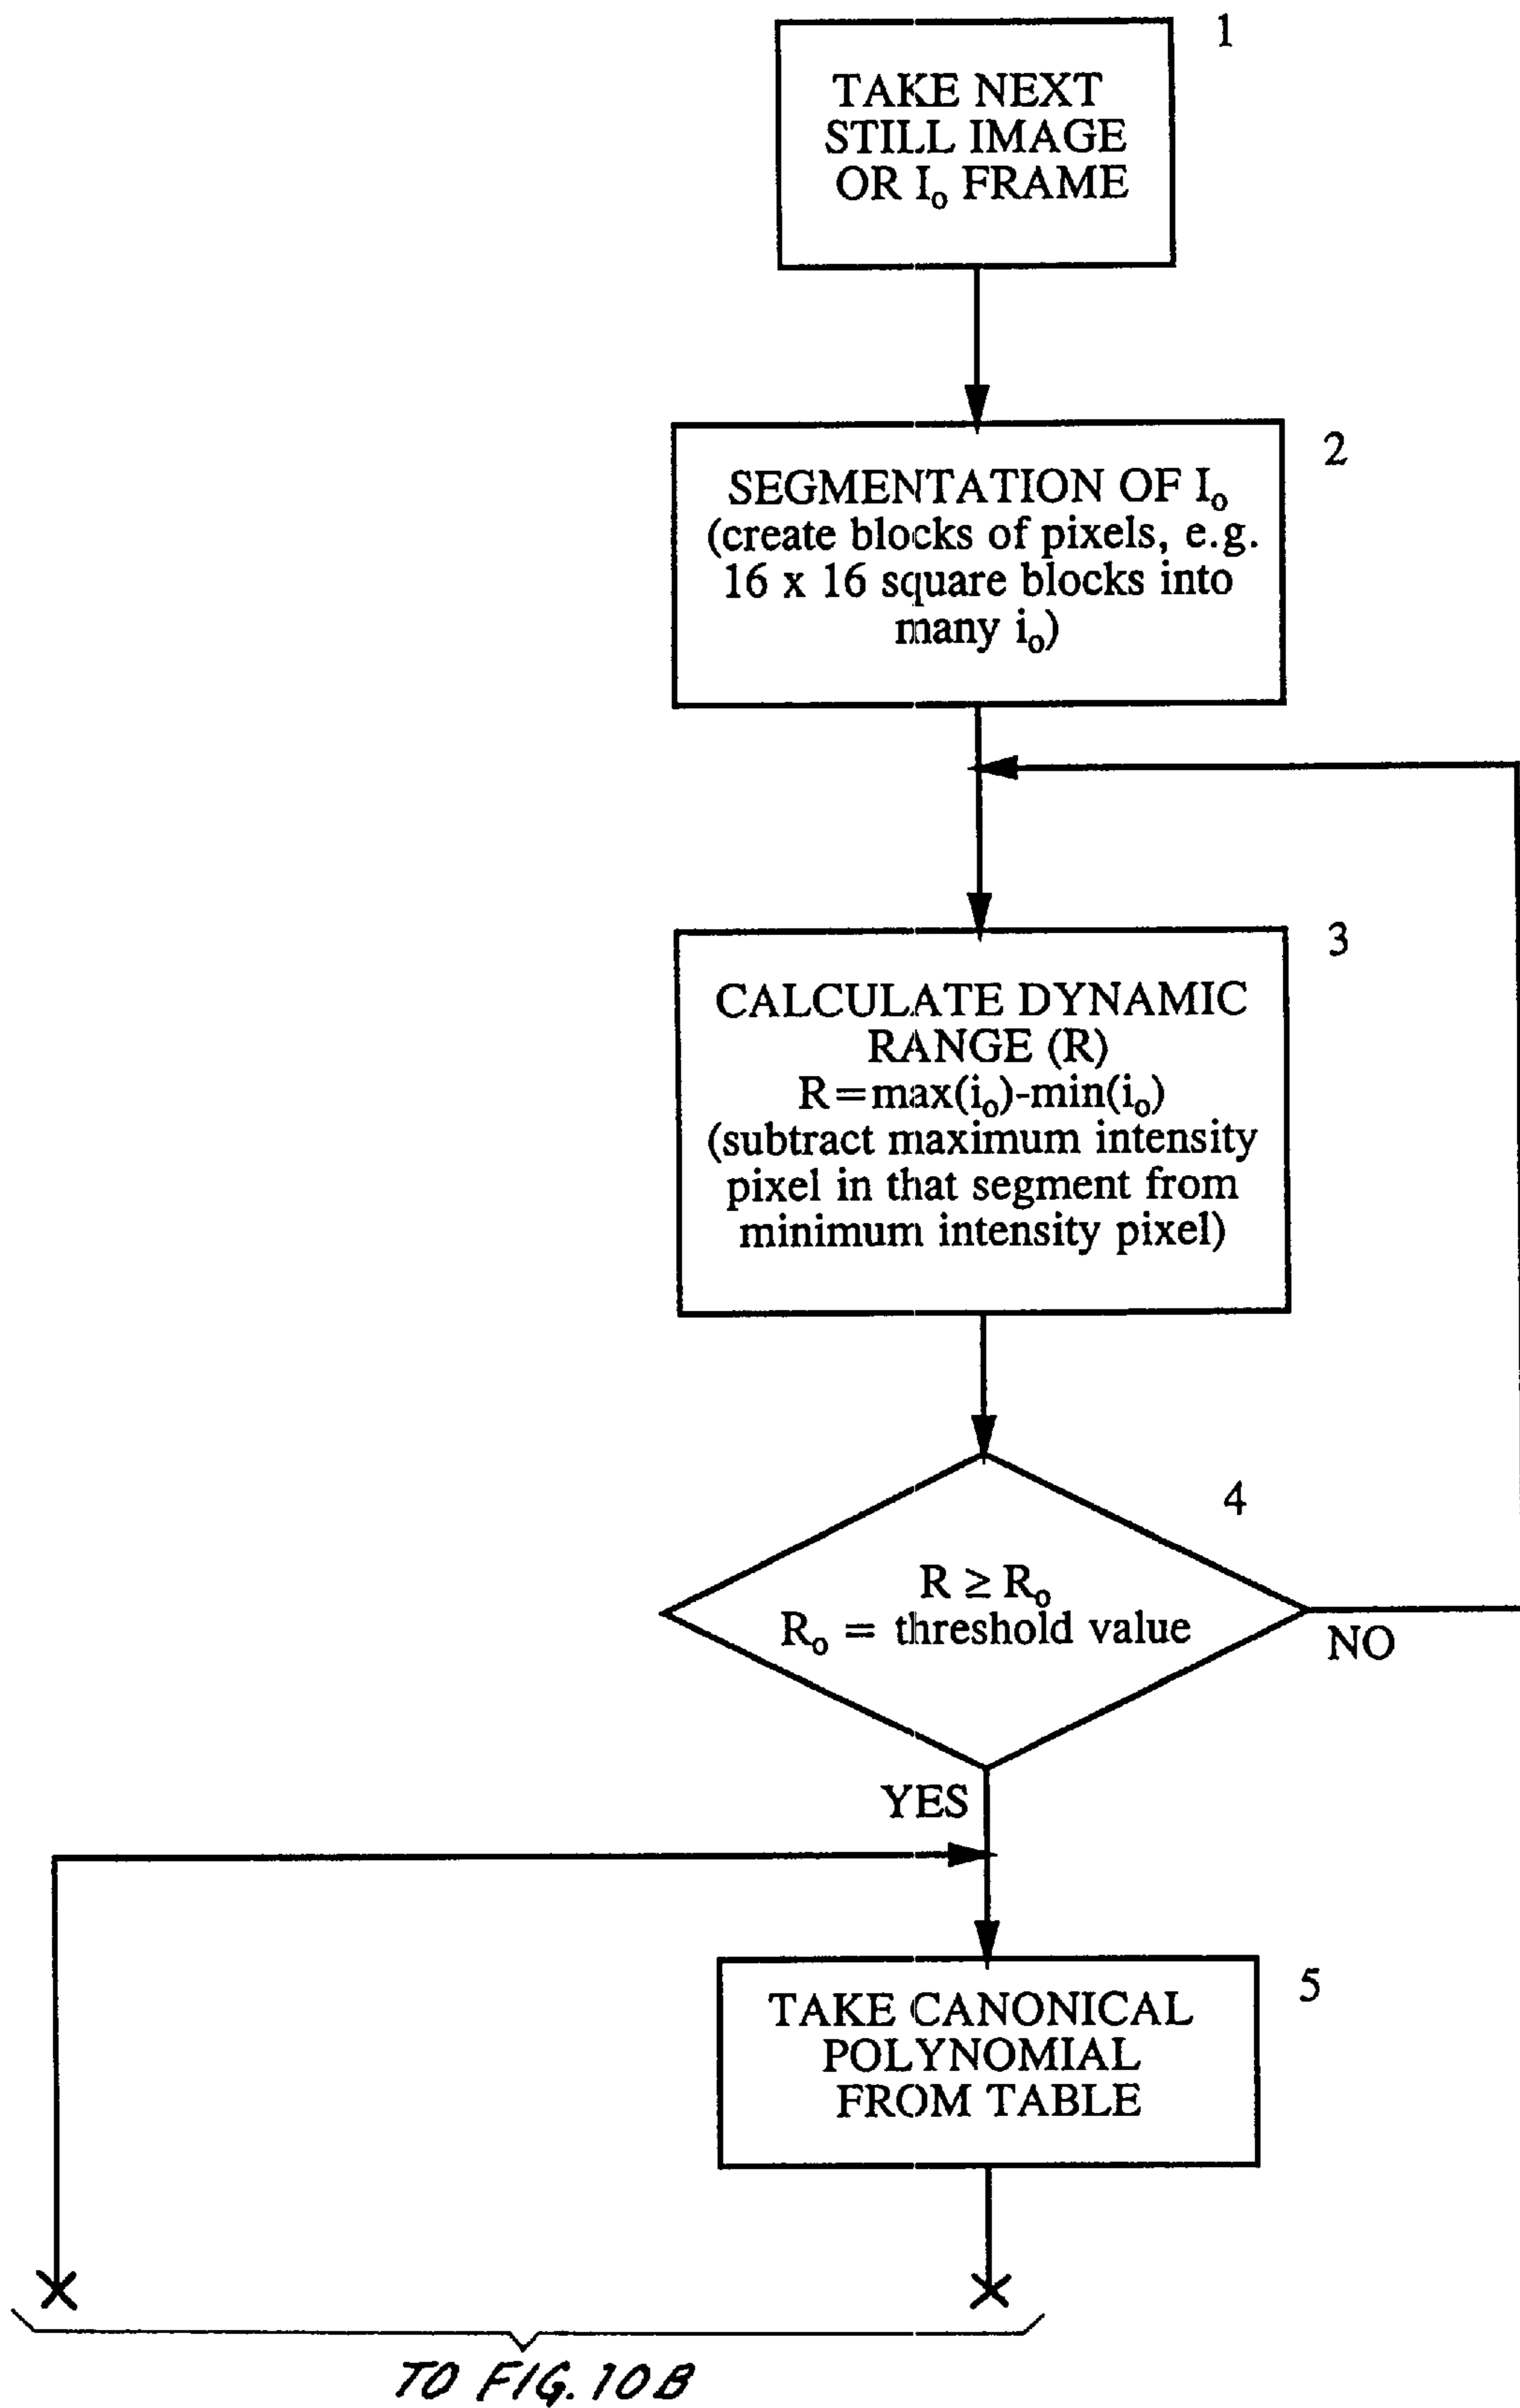 1
TAKE NEXT
STILL IMAGE
OR Iₒ FRAME
2
SEGMENTATION OF Iₒ
(create blocks of pixels, e.g.
16 x 16 square blocks into
many iₒ)
3
CALCULATE DYNAMIC
RANGE (R)
R=max(iₒ)-min(iₒ)
(subtract maximum intensity
pixel in that segment from
minimum intensity pixel)
4
R ≥ Rₒ
Rₒ = threshold value
NO
YES
5
TAKE CANONICAL
POLYNOMIAL
FROM TABLE
TO FIG. 10B